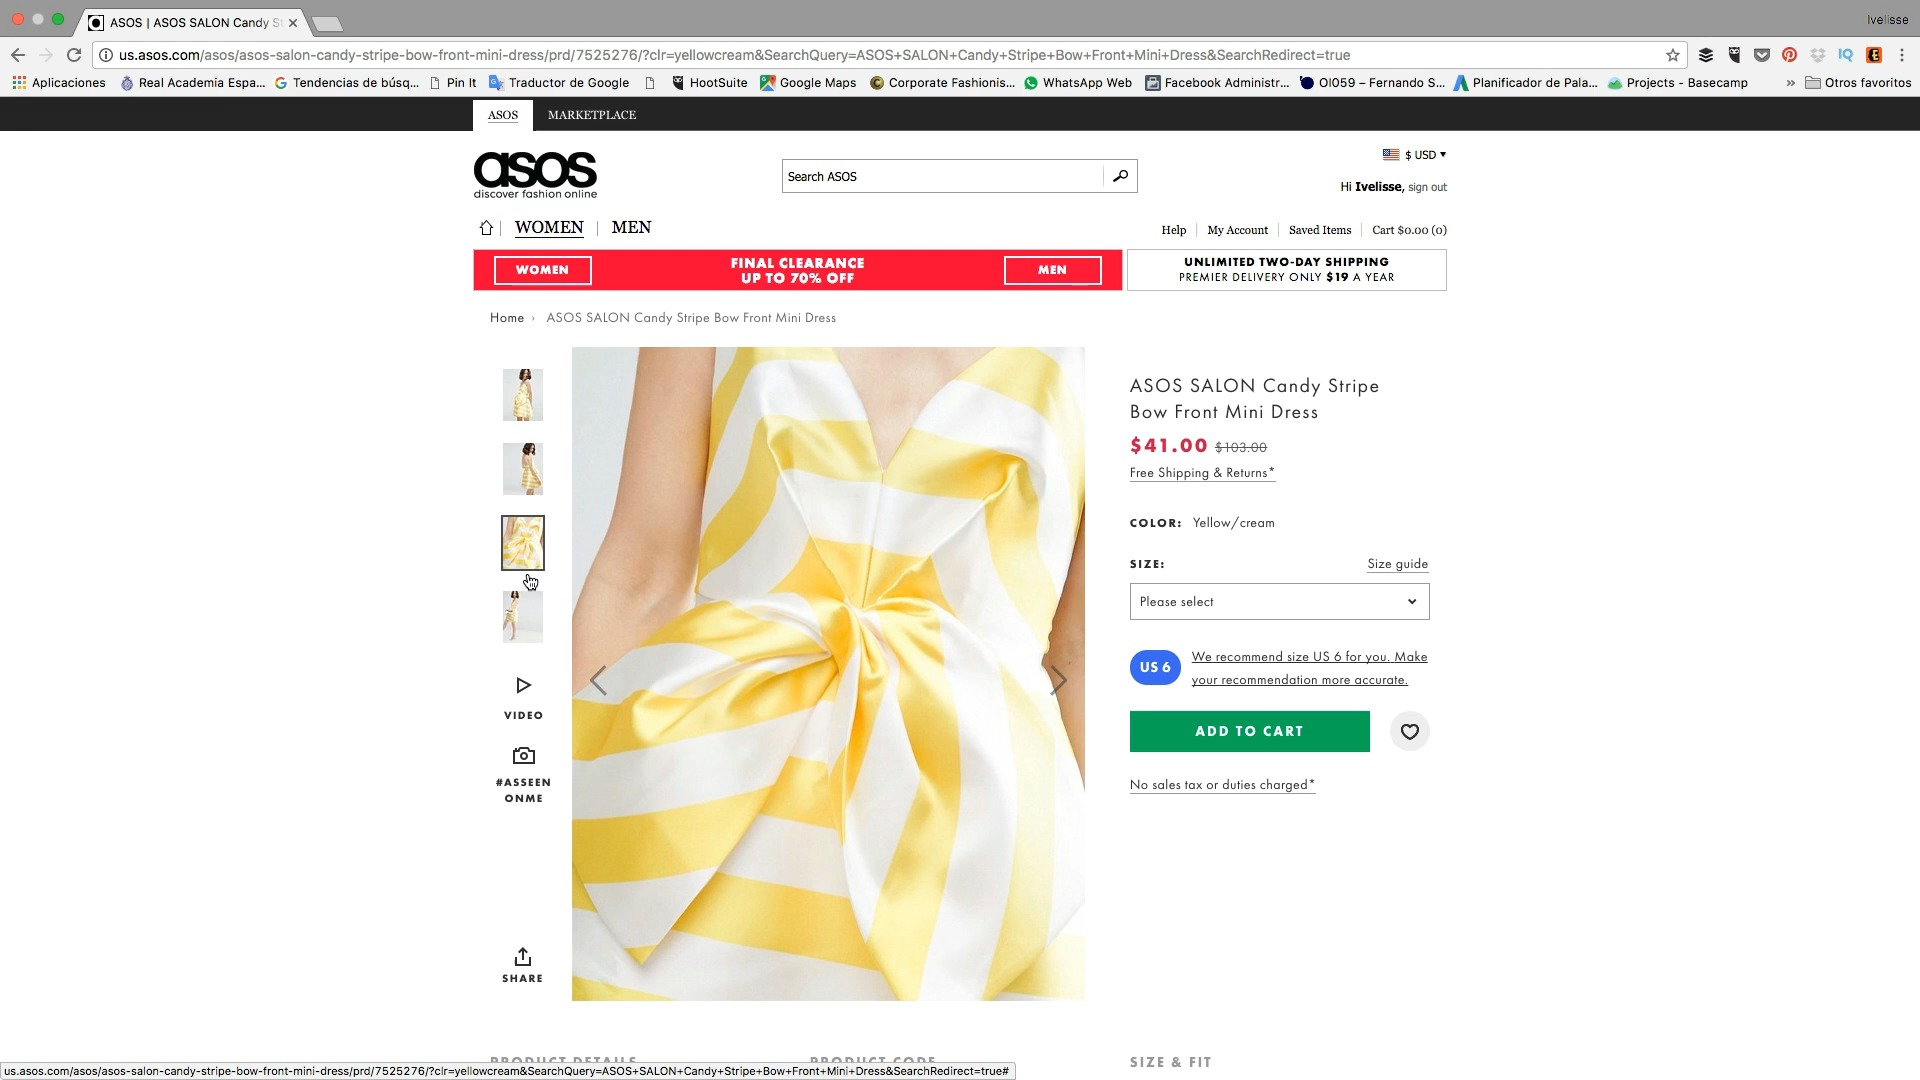 Ivelisse
ASOS | ASOS SALON Candy St
us.asos.com/asos/asos-salon-candy-stripe-bow-front-mini-dress/prd/7525276/?clr=yellowcream&SearchQuery=ASOS+SALON+Candy+Stripe+Bow+Front+Mini+Dress&SearchRedirect=true
Aplicaciones Real Academia Espa... Tendencias de búsq... Pin It Traductor de Google HootSuite Google Maps Corporate Fashionis... WhatsApp Web Facebook Administr... OI059 – Fernando S... Planificador de Pala... Projects - Basecamp » Otros favoritos
ASOS MARKETPLACE
asos
discover fashion online
Search ASOS
$ USD
Hi Ivelisse, sign out
WOMEN MEN
Help My Account Saved Items Cart $0.00 (0)
WOMEN
FINAL CLEARANCE
UP TO 70% OFF
MEN
UNLIMITED TWO-DAY SHIPPING
PREMIER DELIVERY ONLY $19 A YEAR
Home › ASOS SALON Candy Stripe Bow Front Mini Dress
VIDEO
#ASSEEN
ONME
SHARE
ASOS SALON Candy Stripe
Bow Front Mini Dress
$41.00 $103.00
Free Shipping & Returns*
COLOR: Yellow/cream
SIZE: Size guide
Please select
US 6
We recommend size US 6 for you. Make
your recommendation more accurate.
ADD TO CART
No sales tax or duties charged*
PRODUCT DETAILS PRODUCT CODE SIZE & FIT
us.asos.com/asos/asos-salon-candy-stripe-bow-front-mini-dress/prd/7525276/?clr=yellowcream&SearchQuery=ASOS+SALON+Candy+Stripe+Bow+Front+Mini+Dress&SearchRedirect=true#